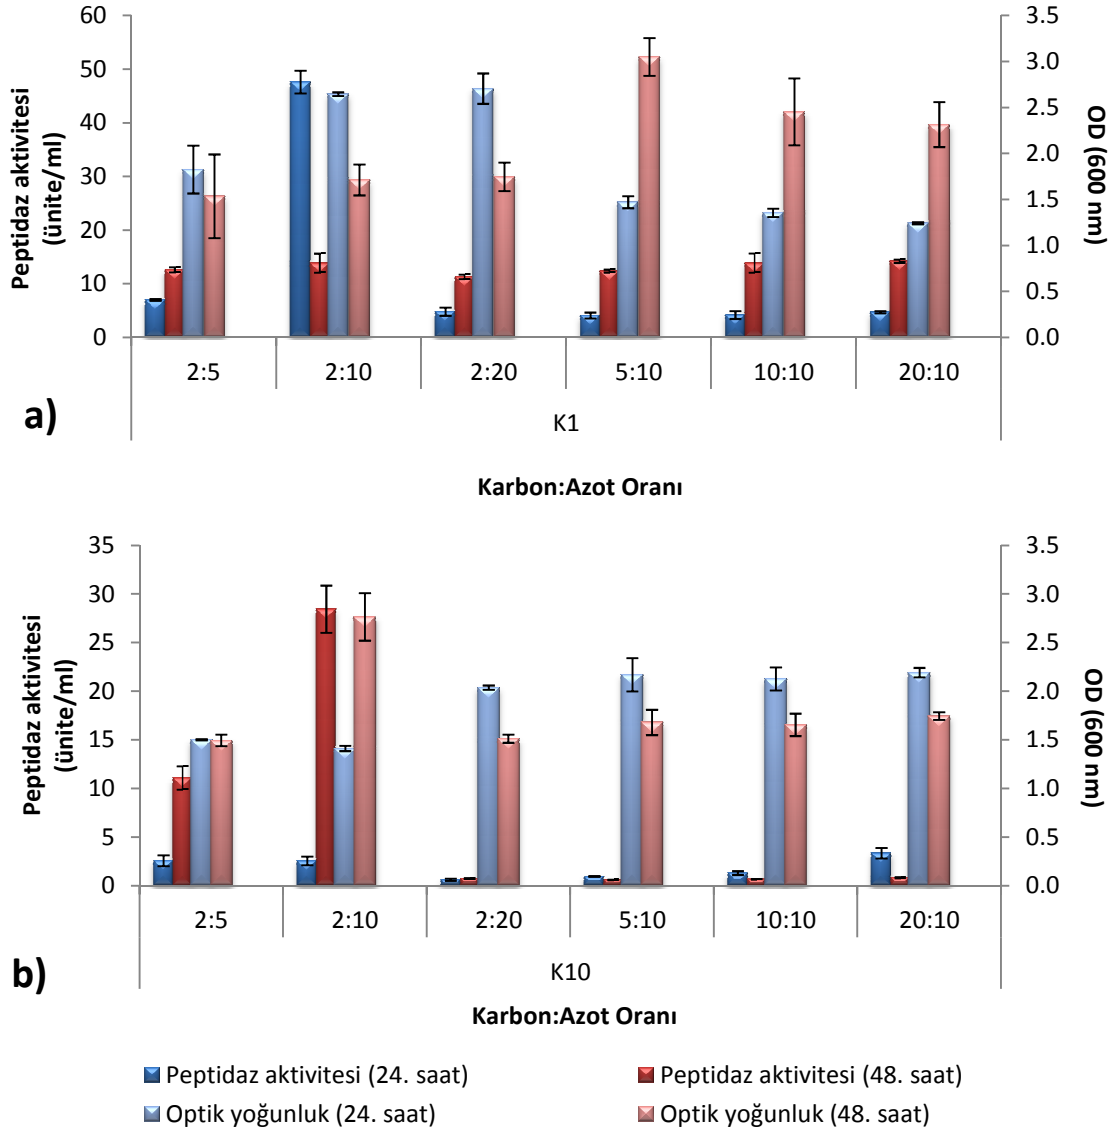 60
50
40
30
20
10
0
Peptidaz aktivitesi
(ünite/ml)
3.5
3.0
2.5
2.0
1.5
1.0
0.5
0.0
OD (600 nm)
2:5 2:10 2:20 5:10 10:10 20:10
K1
a)
Karbon:Azot Oranı
35
30
25
20
15
10
5
0
Peptidaz aktivitesi
(ünite/ml)
3.5
3.0
2.5
2.0
1.5
1.0
0.5
0.0
OD (600 nm)
2:5 2:10 2:20 5:10 10:10 20:10
K10
b)
Karbon:Azot Oranı
Peptidaz aktivitesi (24. saat) Peptidaz aktivitesi (48. saat)
Optik yoğunluk (24. saat) Optik yoğunluk (48. saat)